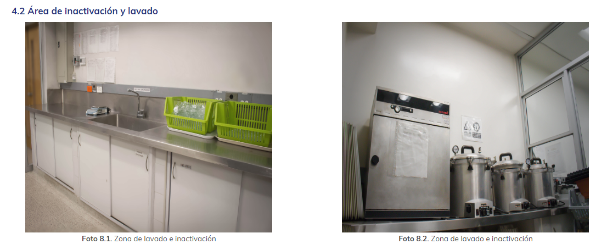 4.2 Área de inactivación y lavado
Foto 8.1. Zona de lavado e inactivación
Foto 8.2. Zona de lavado e inactivación